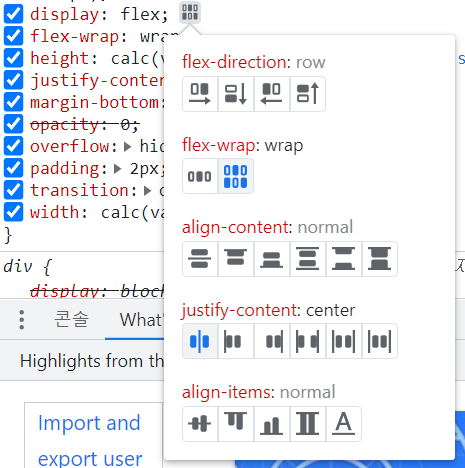 display: flex;
flex-wrap: wrap
height: calc(va
justify-content
margin-bottom:
opacity: 0;
overflow: hid
padding: 2px;
transition:
width: calc(va
}
div {
display: block
flex-direction: row
flex-wrap: wrap
align-content: normal
justify-content: center
align-items: normal
A
콘솔
What'
Highlights from th
Import and
export user